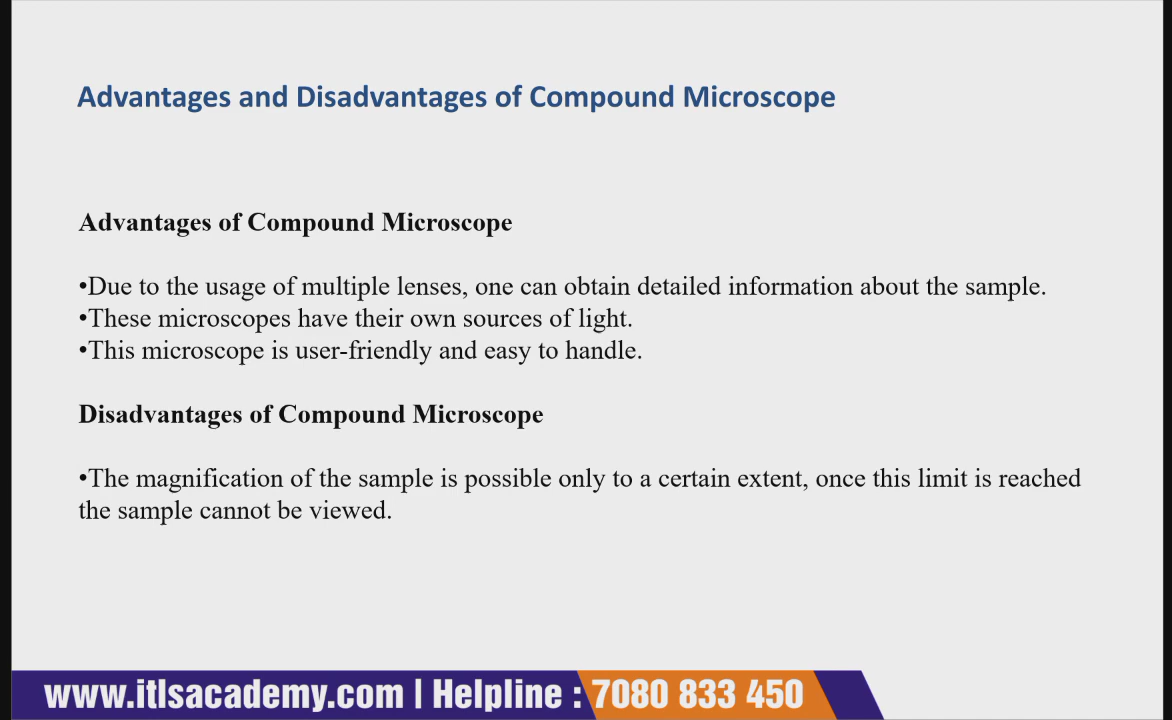 Advantages and Disadvantages of Compound Microscope
Advantages of Compound Microscope
•Due to the usage of multiple lenses, one can obtain detailed information about the sample.
•These microscopes have their own sources of light.
•This microscope is user-friendly and easy to handle.
Disadvantages of Compound Microscope
•The magnification of the sample is possible only to a certain extent, once this limit is reached
the sample cannot be viewed.
www.itlsacademy.com | Helpline : 7080 833 450